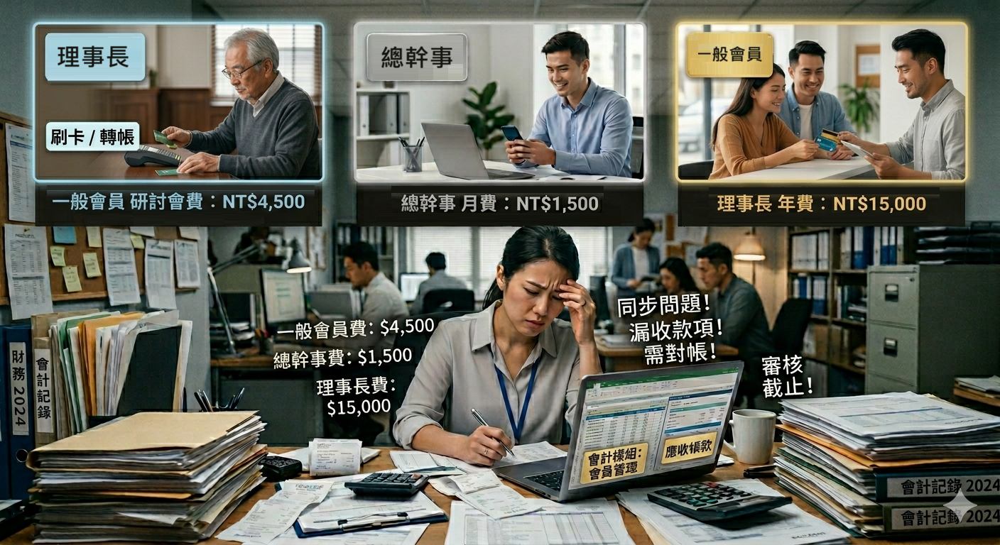 理事長
刷卡 / 轉帳
一般會員 研討會費：NT$4,500
總幹事
總幹事 月費：NT$1,500
一般會員
理事長 年費：NT$15,000
一般會員費: $4,500
總幹事費: $1,500
理事長費:
$15,000
同步問題!
漏收款項!
需對帳!
審核
截止!
財務 2024
會計記錄
會計模組:
會員管理
應收帳款
會計記錄 2024
會計記錄 2024